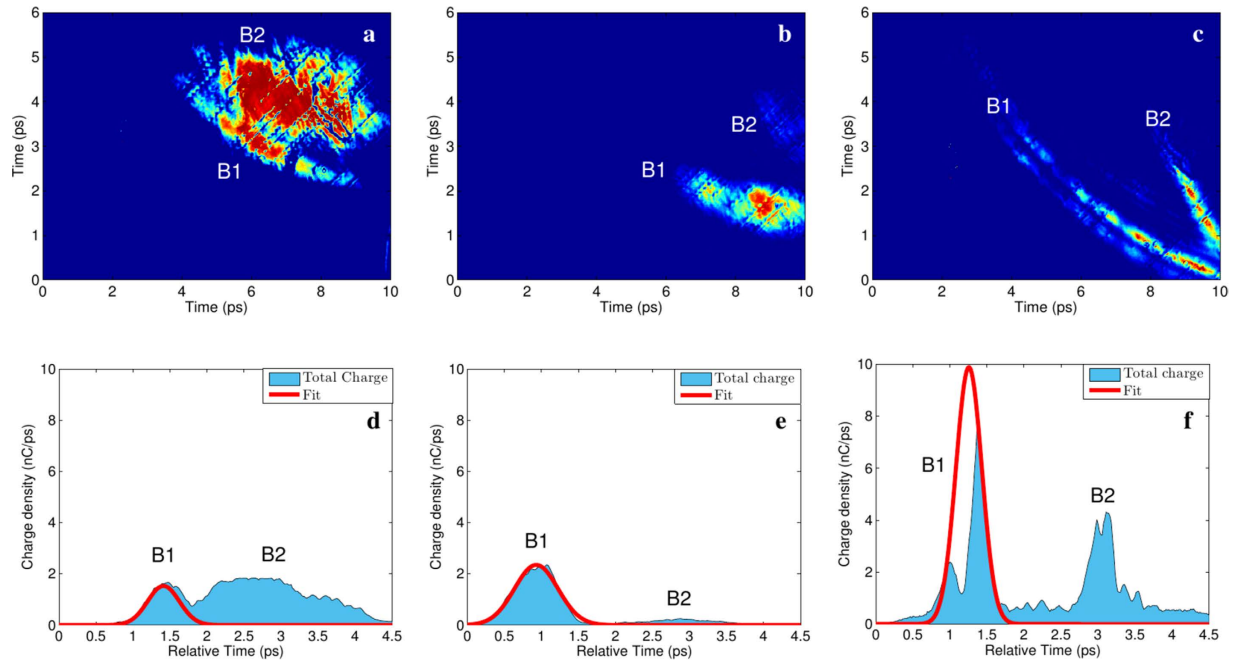 6
5
4
3
2
1
0
Time (ps)
B2
a
B1
0 2 4 6 8 10
Time (ps)
6
5
4
3
2
1
0
Time (ps)
b
B2
B1
0 2 4 6 8 10
Time (ps)
6
5
4
3
2
1
0
Time (ps)
c
B1
B2
0 2 4 6 8 10
Time (ps)
10
8
6
4
2
0
Charge density (nC/ps)
Total Charge
Fit
d
B1
B2
0 0.5 1 1.5 2 2.5 3 3.5 4 4.5
Relative Time (ps)
10
8
6
4
2
0
Charge density (nC/ps)
Total charge
Fit
e
B1
B2
0 0.5 1 1.5 2 2.5 3 3.5 4 4.5
Relative Time (ps)
10
8
6
4
2
0
Charge density (nC/ps)
Total charge
Fit
f
B1
B2
0 0.5 1 1.5 2 2.5 3 3.5 4 4.5
Relative Time (ps)